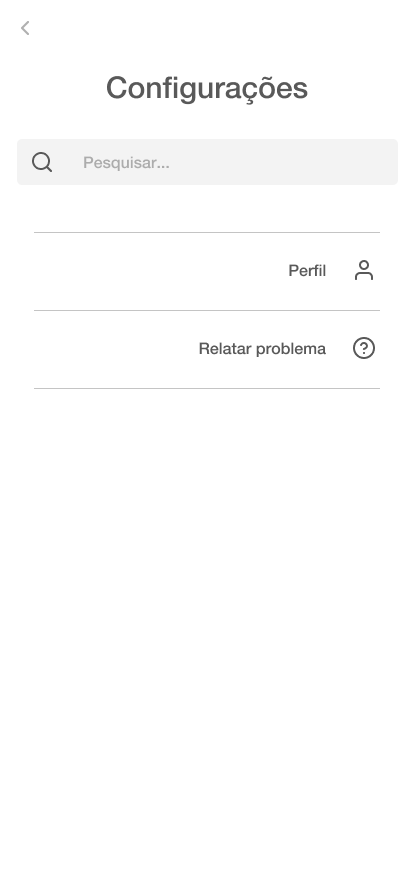 Configurações
Pesquisar...
Perfil
Relatar problema